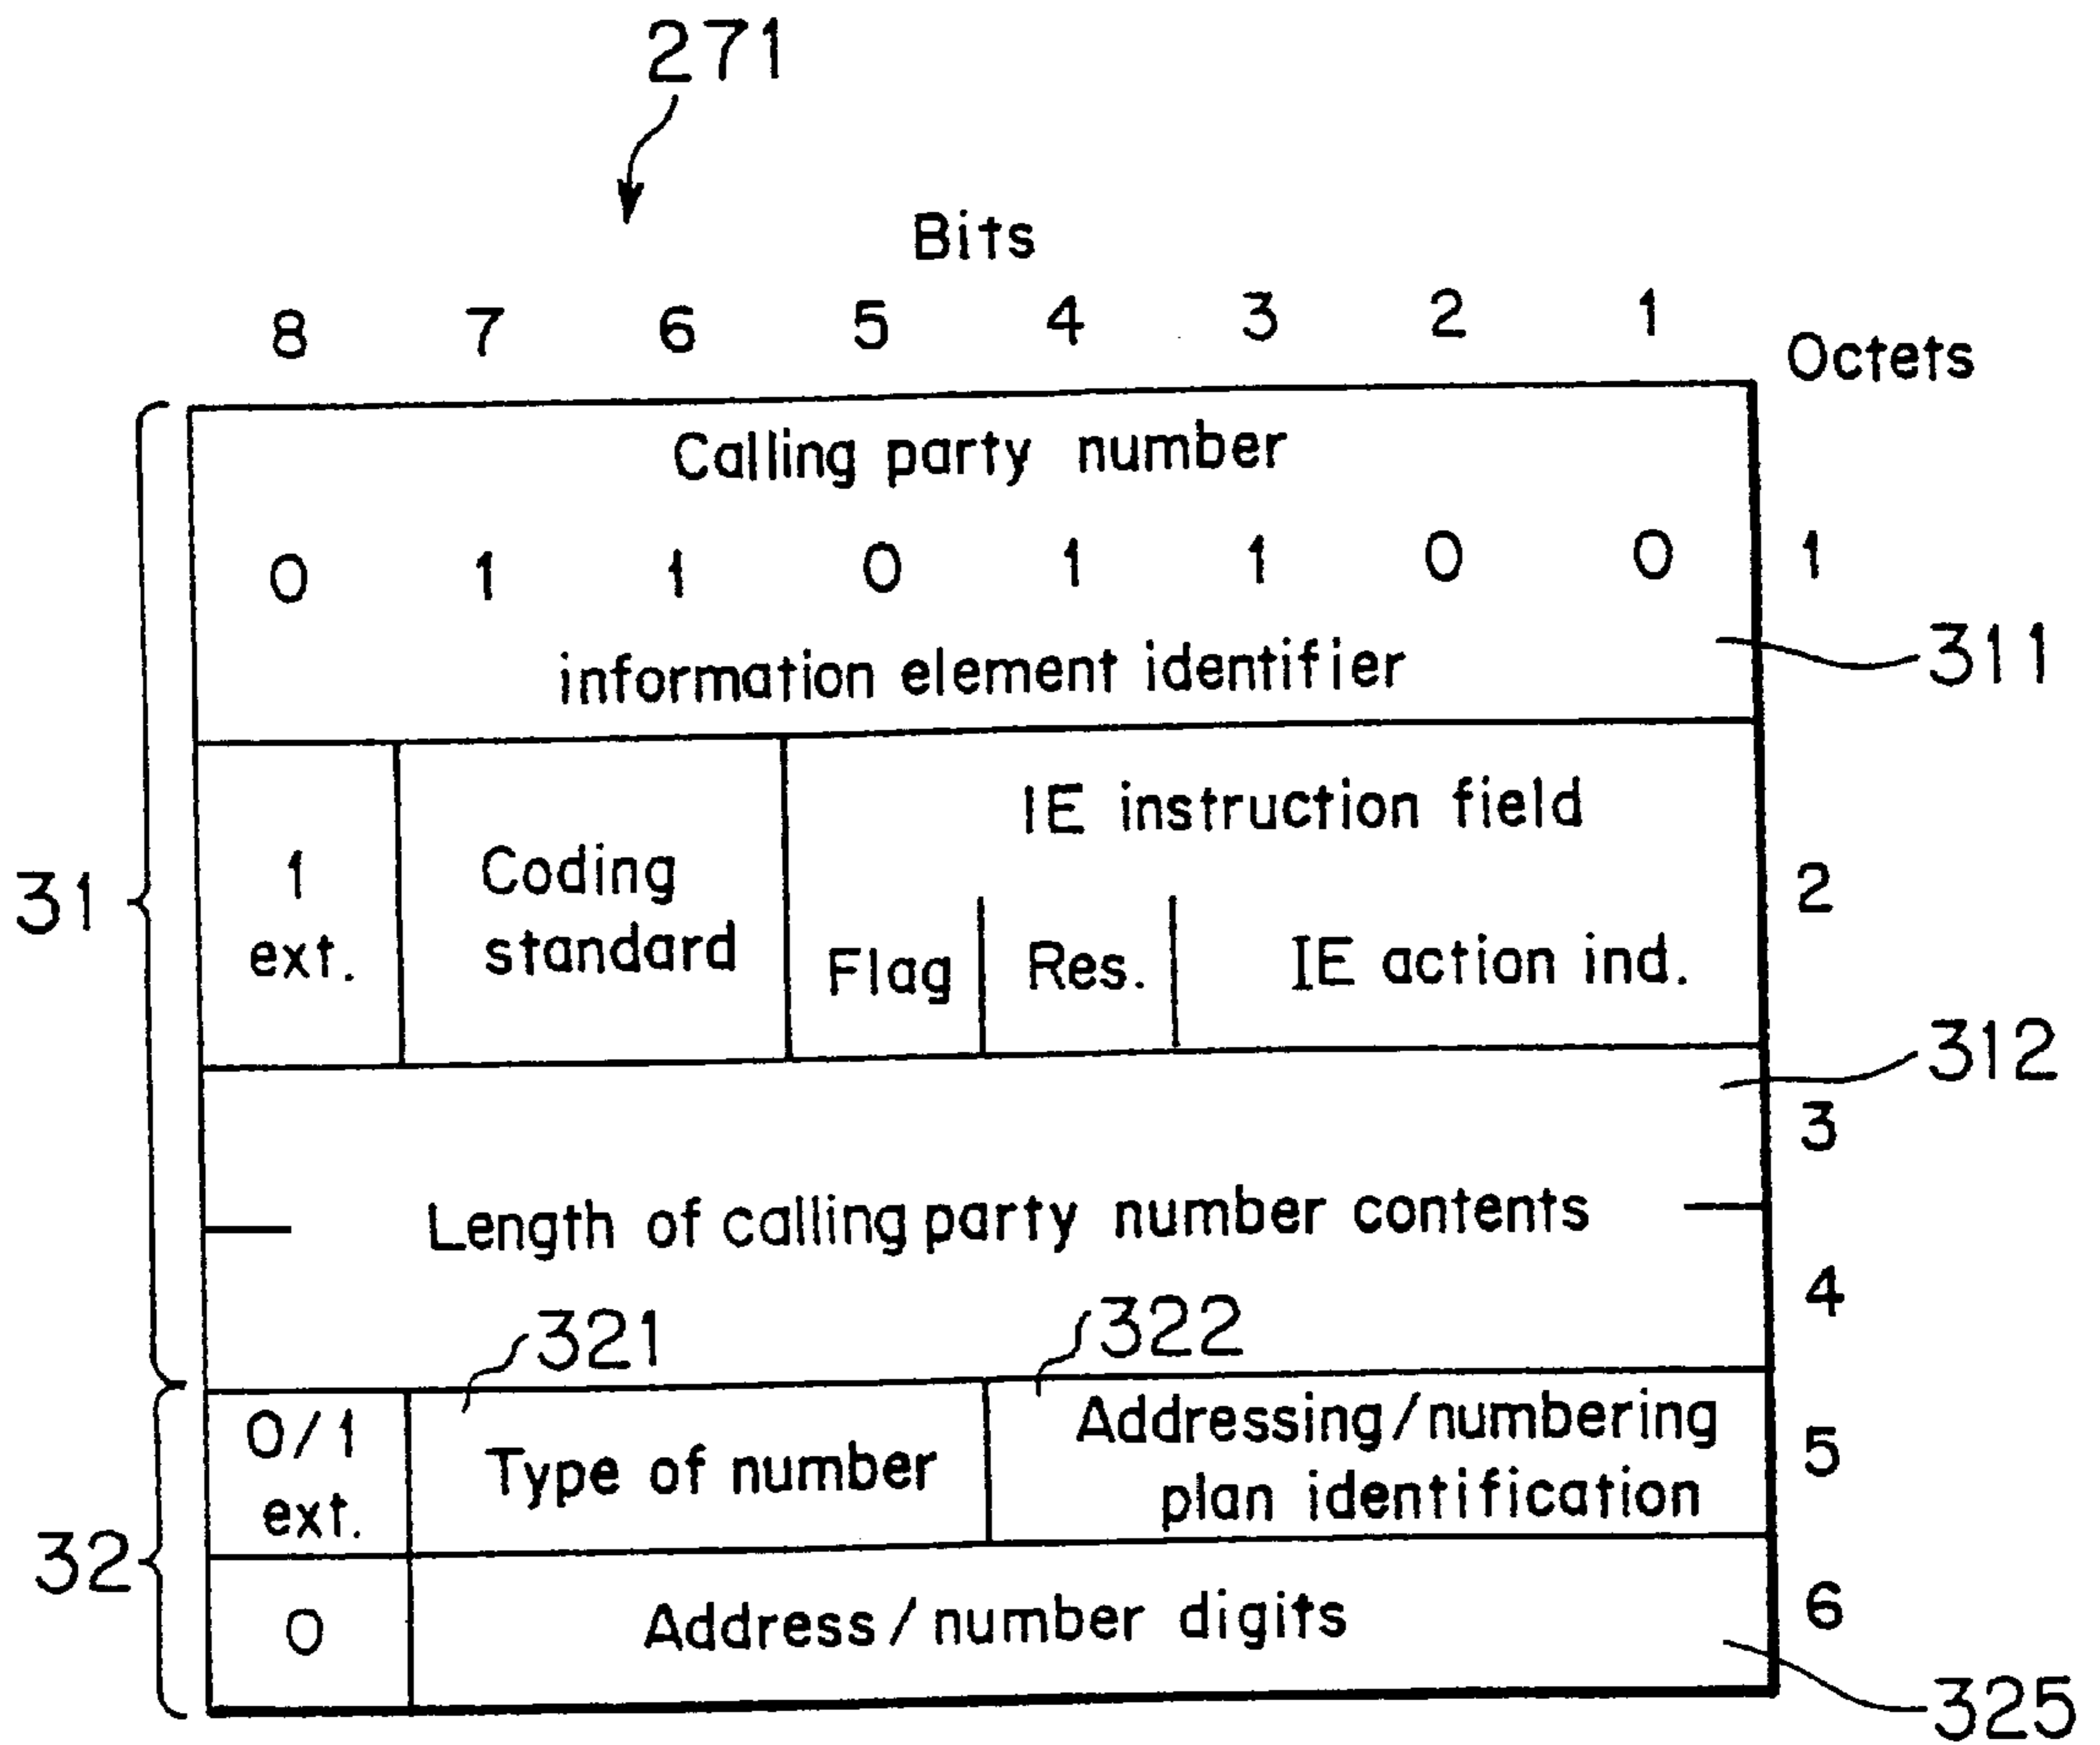 271
Bits
8 7 6 5 4 3 2 1
Octets
Calling party number
0 1 1 0 1 1 0 0 1
information element identifier
311
IE instruction field
1 ext.
Coding standard
Flag
Res.
IE action ind.
2
31
312
3
Length of calling party number contents
4
321
322
0/1 ext.
Type of number
Addressing/numbering
plan identification
5
32
0
Address/number digits
6
325